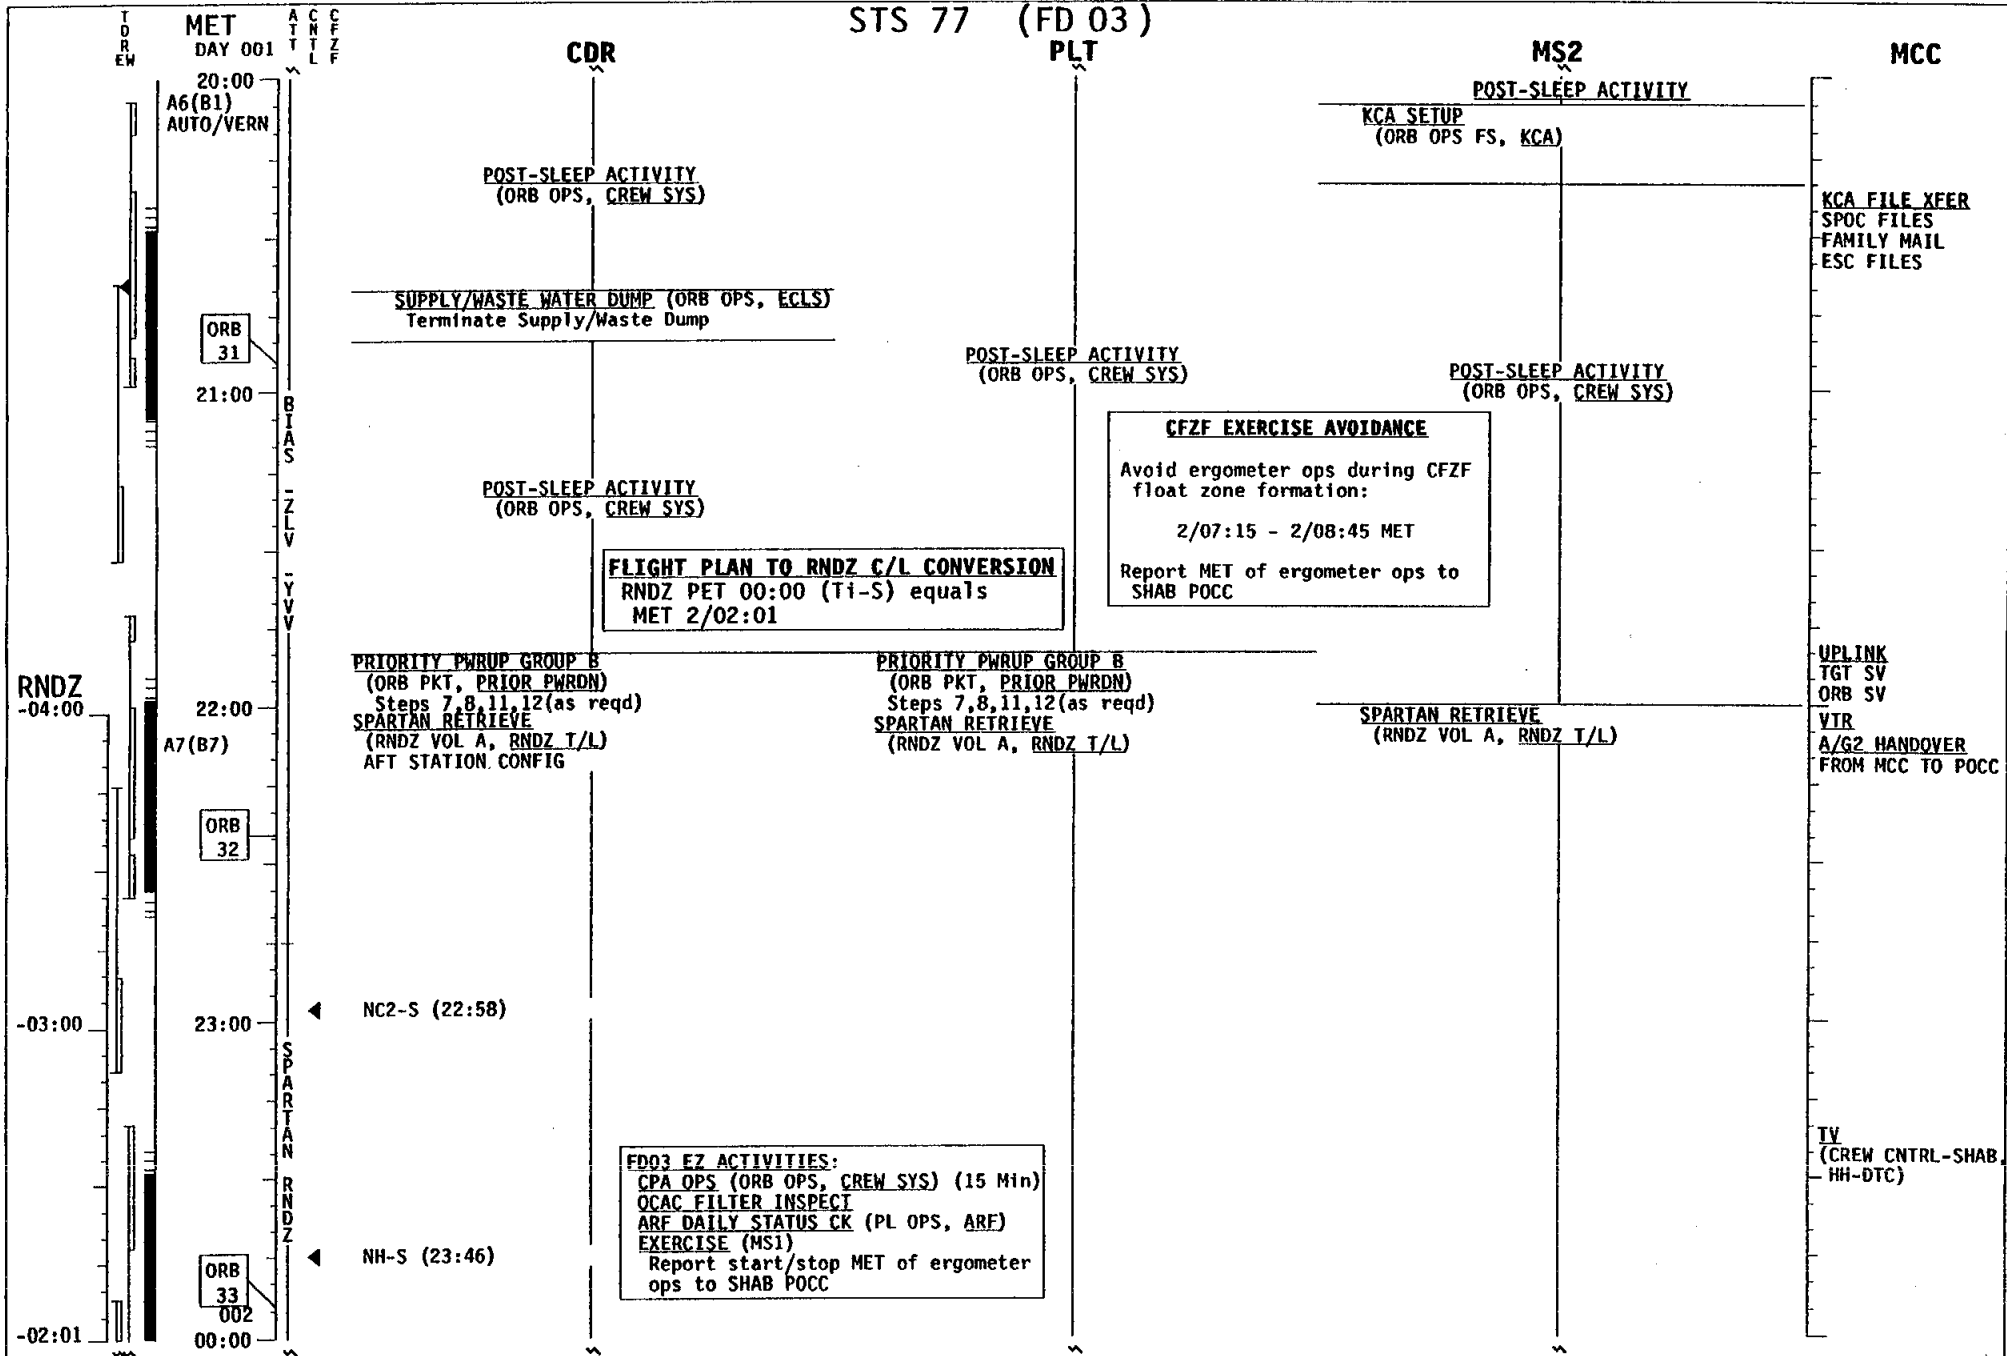 STS 77 (FD 03)
TDRS EW
MET
DAY 001
ATT
CNTL
CFZF
CDR
PLT
MS2
MCC
20:00
A6(B1)
AUTO/VERN
ORB
31
21:00
BIAS -ZLV -YVV
RNDZ
-04:00
22:00
A7(B7)
ORB
32
-03:00
23:00
SPARTAN RNDZ
ORB
33
002
-02:01
00:00
POST-SLEEP ACTIVITY
(ORB OPS, CREW SYS)
SUPPLY/WASTE WATER DUMP (ORB OPS, ECLS)
Terminate Supply/Waste Dump
POST-SLEEP ACTIVITY
(ORB OPS, CREW SYS)
FLIGHT PLAN TO RNDZ C/L CONVERSION
RNDZ PET 00:00 (Ti-S) equals
MET 2/02:01
PRIORITY PWRUP GROUP B
(ORB PKT, PRIOR PWRDN)
Steps 7,8,11,12(as reqd)
SPARTAN RETRIEVE
(RNDZ VOL A, RNDZ T/L)
AFT STATION CONFIG
NC2-S (22:58)
NH-S (23:46)
FD03 EZ ACTIVITIES:
CPA OPS (ORB OPS, CREW SYS) (15 Min)
OCAC FILTER INSPECT
ARF DAILY STATUS CK (PL OPS, ARF)
EXERCISE (MS1)
Report start/stop MET of ergometer
ops to SHAB POCC
POST-SLEEP ACTIVITY
(ORB OPS, CREW SYS)
CFZF EXERCISE AVOIDANCE
Avoid ergometer ops during CFZF
float zone formation:
2/07:15 - 2/08:45 MET
Report MET of ergometer ops to
SHAB POCC
PRIORITY PWRUP GROUP B
(ORB PKT, PRIOR PWRDN)
Steps 7,8,11,12(as reqd)
SPARTAN RETRIEVE
(RNDZ VOL A, RNDZ T/L)
POST-SLEEP ACTIVITY
KCA SETUP
(ORB OPS FS, KCA)
POST-SLEEP ACTIVITY
(ORB OPS, CREW SYS)
SPARTAN RETRIEVE
(RNDZ VOL A, RNDZ T/L)
KCA FILE XFER
SPOC FILES
FAMILY MAIL
ESC FILES
UPLINK
TGT SV
ORB SV
VTR
A/G2 HANDOVER
FROM MCC TO POCC
TV
(CREW CNTRL-SHAB,
HH-DTC)